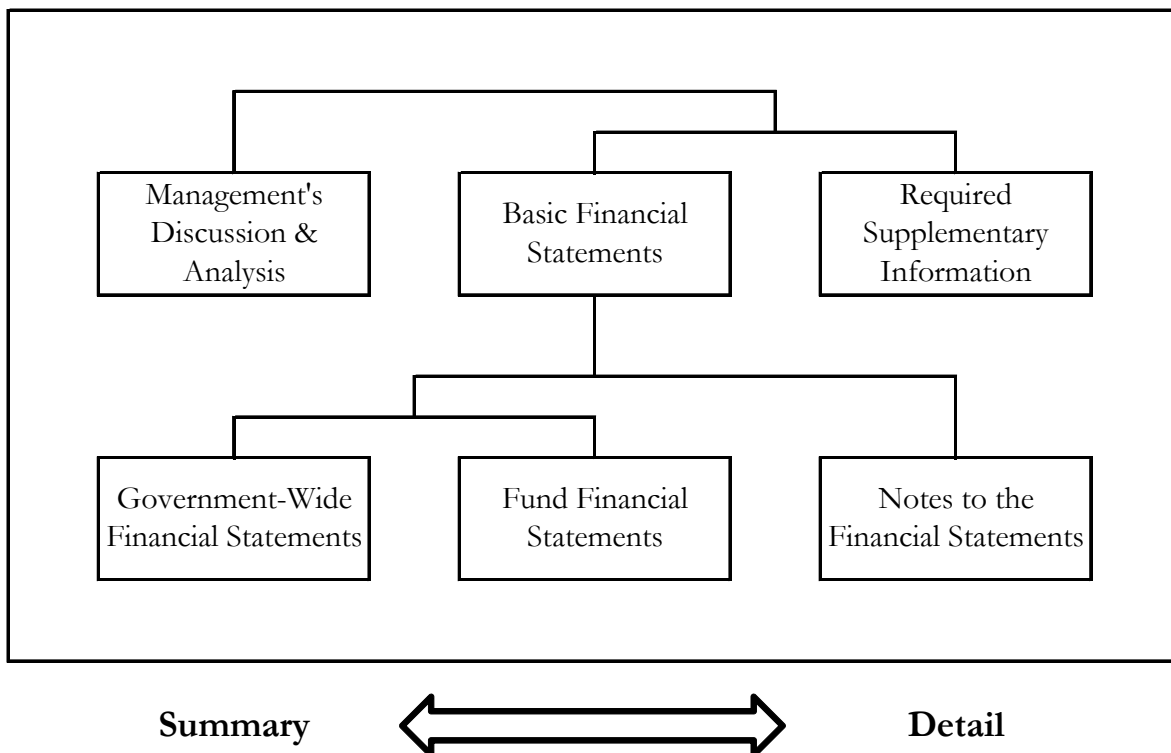 Management's
Discussion &
Analysis
Basic Financial
Statements
Required
Supplementary
Information
Government-Wide
Financial Statements
Fund Financial
Statements
Notes to the
Financial Statements
Summary
Detail